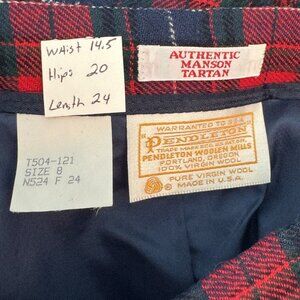 Waist 14.5
Hips 20
Length 24
AUTHENTIC
MANSON
TARTAN
T504-121
SIZE 8
N524 F 24
WARRANTED TO BE A
"PENDLETON"
TRADE MARK REG. U.S. PAT. OFF.
PENDLETON WOOLEN MILLS
PORTLAND, OREGON
100% VIRGIN WOOL
PURE VIRGIN WOOL
MADE IN U.S.A.